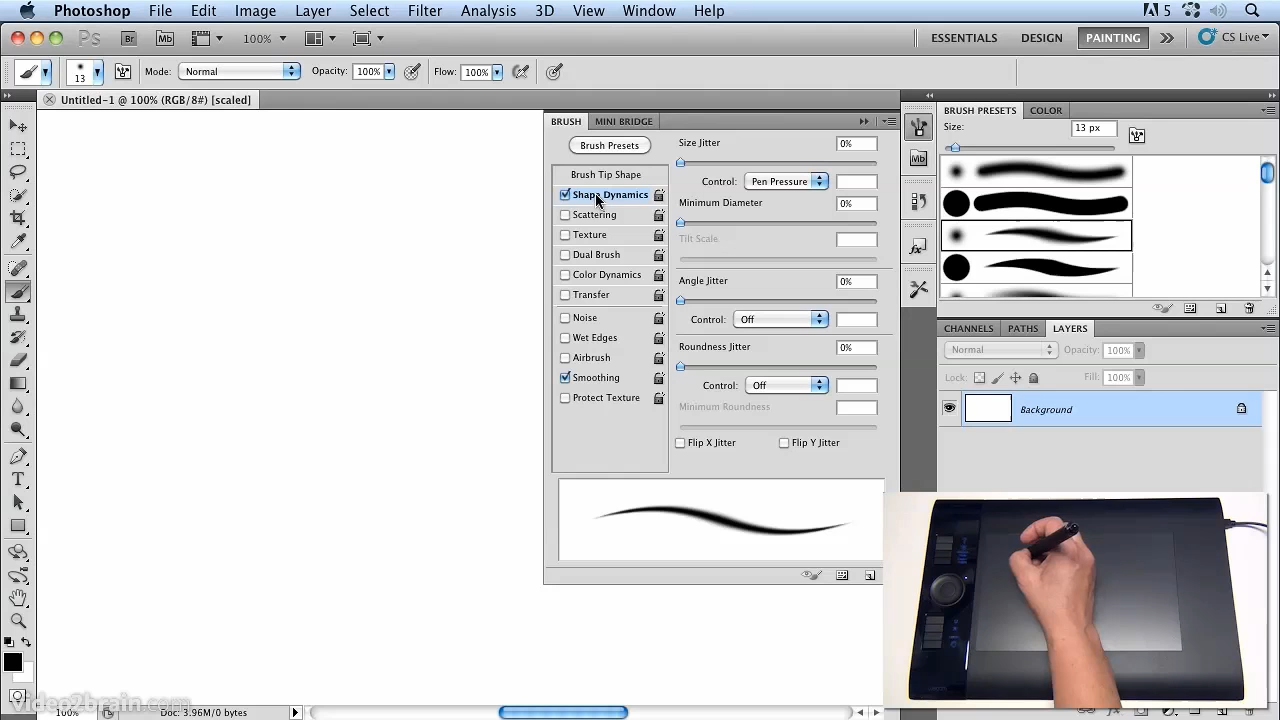 Photoshop File Edit Image Layer Select Filter Analysis 3D View Window Help 5
Ps Br Mb 100% ESSENTIALS DESIGN PAINTING CS Live
13 Mode: Normal Opacity: 100% Flow: 100%
Untitled-1 @ 100% (RGB/8#) [scaled]
BRUSH MINI BRIDGE
Brush Presets
Brush Tip Shape
Shape Dynamics
Scattering
Texture
Dual Brush
Color Dynamics
Transfer
Noise
Wet Edges
Airbrush
Smoothing
Protect Texture
Size Jitter 0%
Control: Pen Pressure
Minimum Diameter 0%
Tilt Scale
Angle Jitter 0%
Control: Off
Roundness Jitter 0%
Control: Off
Minimum Roundness
Flip X Jitter Flip Y Jitter
Mb
BRUSH PRESETS COLOR
Size: 13 px
CHANNELS PATHS LAYERS
Normal Opacity: 100%
Lock: Fill: 100%
Background
video2brain.com
100% Doc: 3.96M/0 bytes